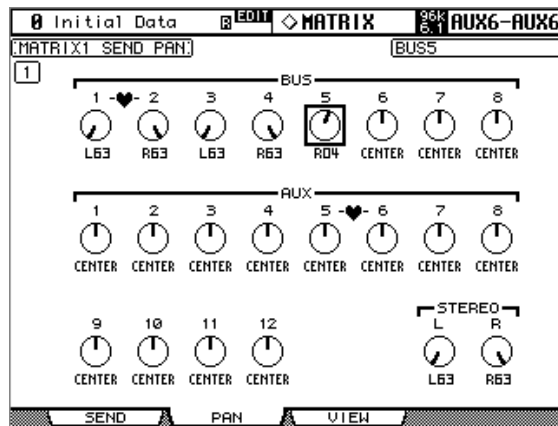 0 Initial Data B EDIT ◇MATRIX 96k 6.1 AUX6-AUX6
MATRIX1 SEND PAN BUS5
1
BUS
1 -♥- 2 3 4 5 6 7 8
L63 R63 L63 R63 R04 CENTER CENTER CENTER
AUX
1 2 3 4 5 -♥- 6 7 8
CENTER CENTER CENTER CENTER CENTER CENTER CENTER CENTER
STEREO
9 10 11 12 L R
CENTER CENTER CENTER CENTER L63 R63
SEND PAN VIEW